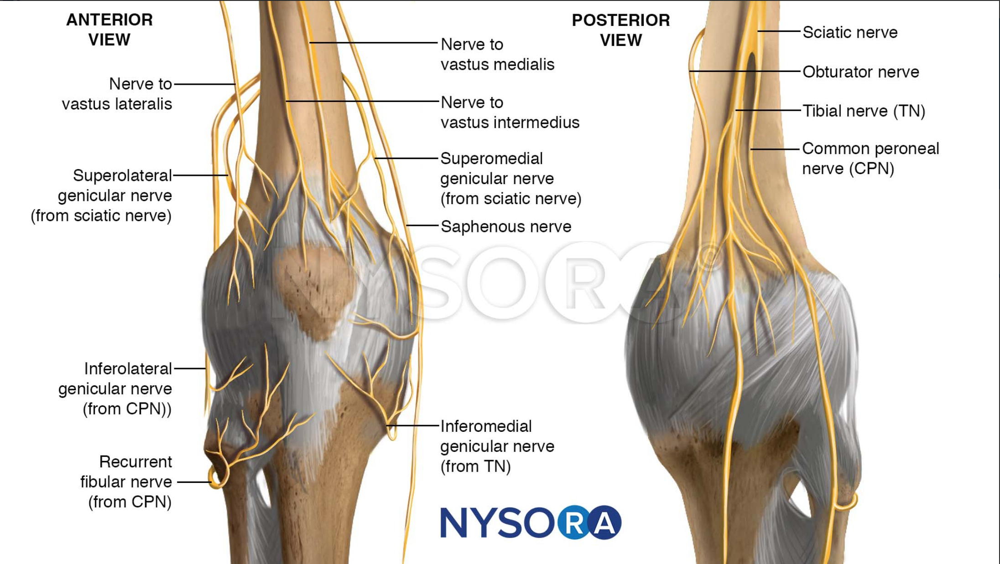 ANTERIOR
VIEW
Nerve to
vastus lateralis
Superolateral
genicular nerve
(from sciatic nerve)
Inferolateral
genicular nerve
(from CPN))
Recurrent
fibular nerve
(from CPN)
Nerve to
vastus medialis
Nerve to
vastus intermedius
Superomedial
genicular nerve
(from sciatic nerve)
Saphenous nerve
Inferomedial
genicular nerve
(from TN)
NYSORA©
NYSORA
POSTERIOR
VIEW
Sciatic nerve
Obturator nerve
Tibial nerve (TN)
Common peroneal
nerve (CPN)